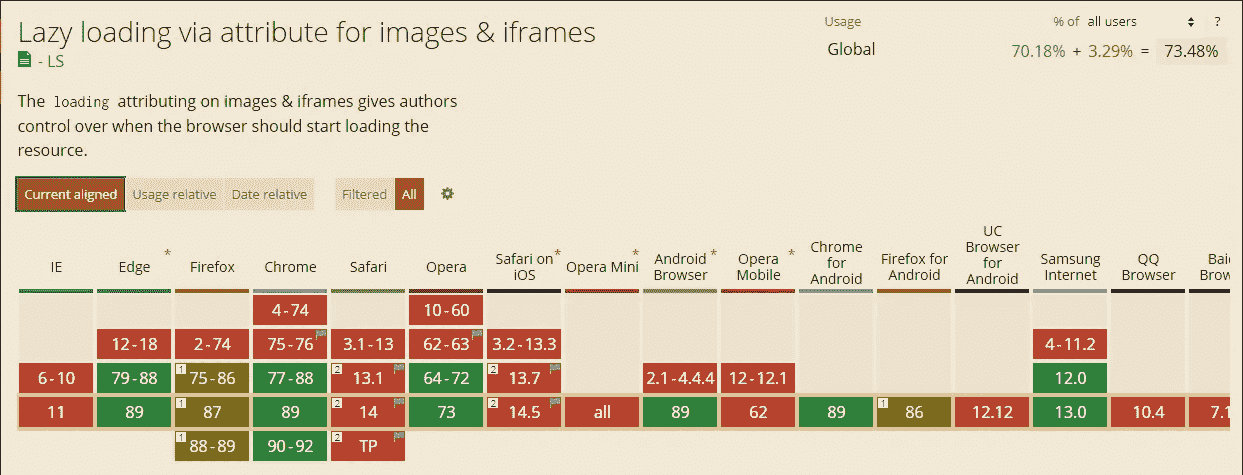 Lazy loading via attribute for images & iframes
- LS
Usage % of all users ?
Global 70.18% + 3.29% = 73.48%
The loading attributing on images & iframes gives authors
control over when the browser should start loading the
resource.
Current aligned Usage relative Date relative Filtered All
IE Edge * Firefox Chrome Safari Opera Safari on iOS * Opera Mini * Android Browser * Opera Mobile * Chrome for Android Firefox for Android UC Browser for Android Samsung Internet QQ Browser
4-74 10-60
12-18 2-74 75-76 3.1-13 62-63 3.2-13.3 4-11.2
6-10 79-88 1 75-86 77-88 2 13.1 64-72 2 13.7 2.1-4.4.4 12-12.1 12.0
11 89 1 87 89 2 14 73 2 14.5 all 89 62 89 1 86 12.12 13.0 10.4
1 88-89 90-92 2 TP